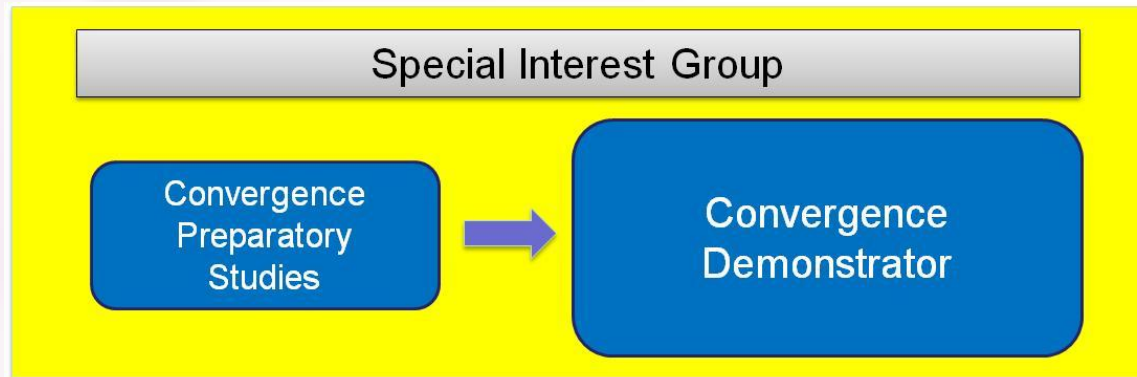 Special Interest Group
Convergence
Preparatory
Studies
Convergence
Demonstrator